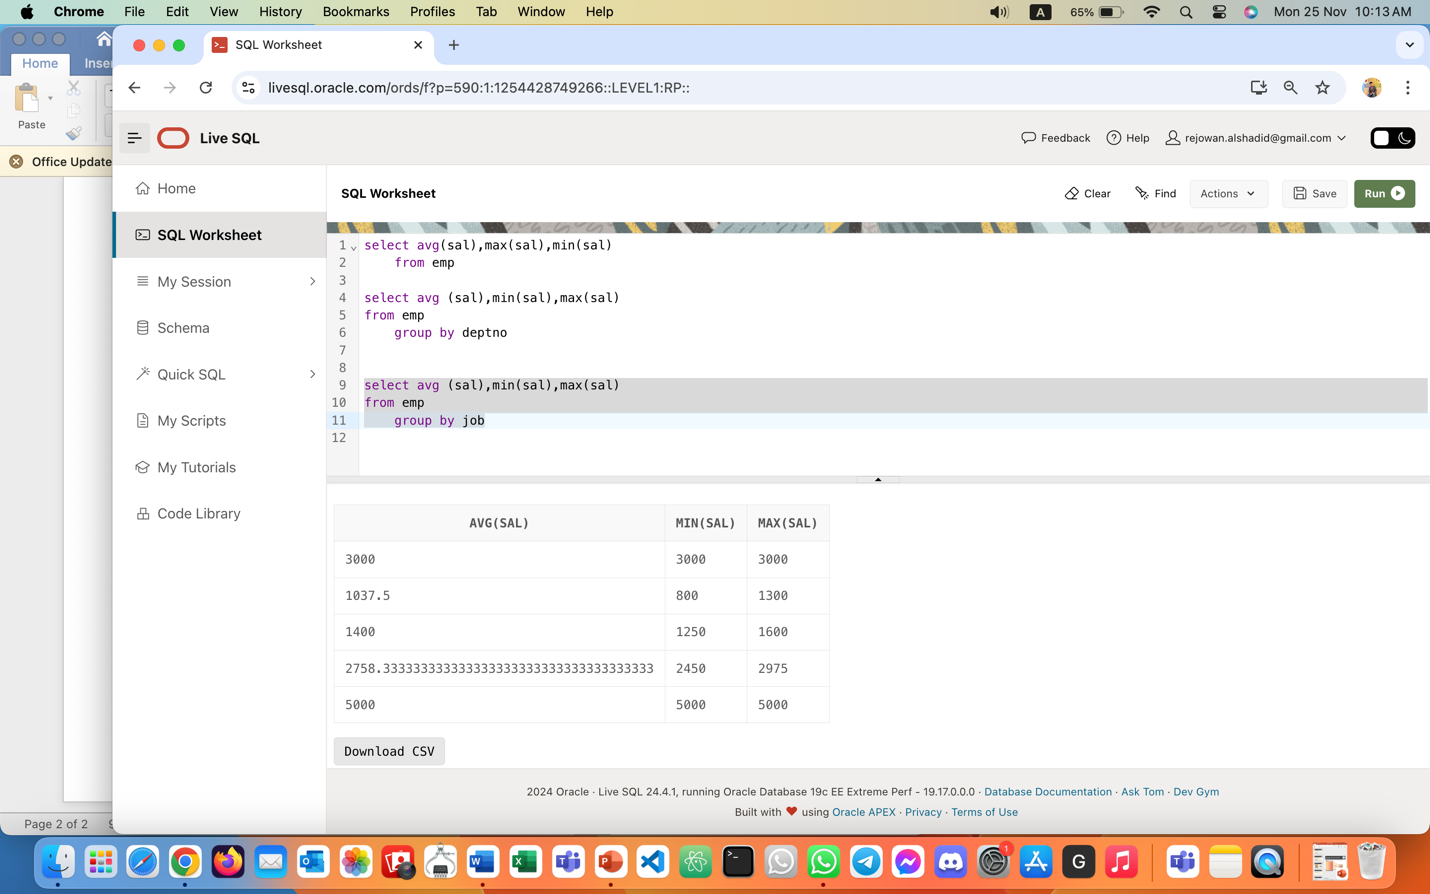 Chrome File Edit View History Bookmarks Profiles Tab Window Help A 65% Mon 25 Nov 10:13 AM
SQL Worksheet
Home Inser
livesql.oracle.com/ords/f?p=590:1:1254428749266::LEVEL1:RP::
Paste
Live SQL Feedback Help rejowan.alshadid@gmail.com
Office Update
Home
SQL Worksheet
My Session
Schema
Quick SQL
My Scripts
My Tutorials
Code Library
SQL Worksheet Clear Find Actions Save Run
1 select avg(sal),max(sal),min(sal)
2 from emp
3
4 select avg (sal),min(sal),max(sal)
5 from emp
6 group by deptno
7
8
9 select avg (sal),min(sal),max(sal)
10 from emp
11 group by job
12
AVG(SAL) MIN(SAL) MAX(SAL)
3000 3000 3000
1037.5 800 1300
1400 1250 1600
2758.33333333333333333333333333333333333 2450 2975
5000 5000 5000
Download CSV
2024 Oracle · Live SQL 24.4.1, running Oracle Database 19c EE Extreme Perf - 19.17.0.0.0 · Database Documentation · Ask Tom · Dev Gym
Built with ❤ using Oracle APEX · Privacy · Terms of Use
Page 2 of 2